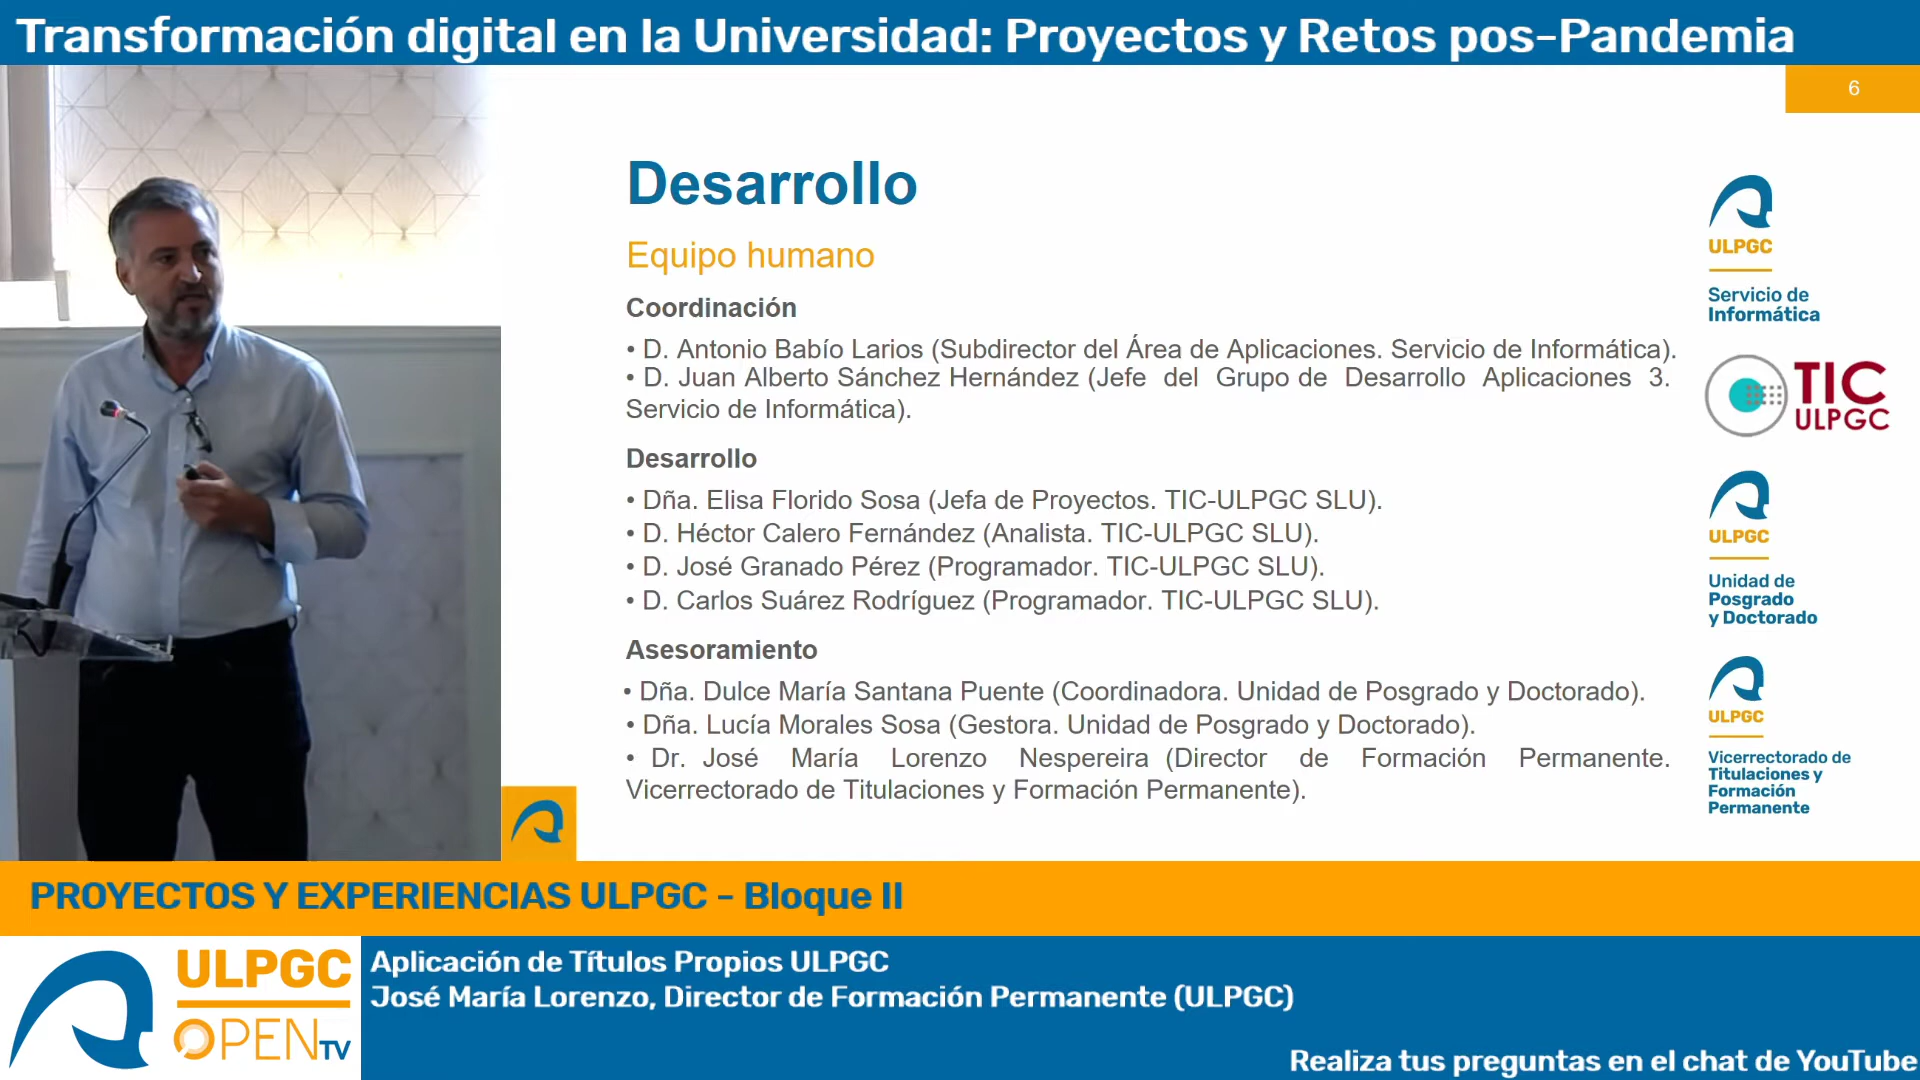 Transformación digital en la Universidad: Proyectos y Retos pos-Pandemia
6
Desarrollo
Equipo humano
Coordinación
• D. Antonio Babío Larios (Subdirector del Área de Aplicaciones. Servicio de Informática).
• D. Juan Alberto Sánchez Hernández (Jefe del Grupo de Desarrollo Aplicaciones 3.
Servicio de Informática).
Desarrollo
• Dña. Elisa Florido Sosa (Jefa de Proyectos. TIC-ULPGC SLU).
• D. Héctor Calero Fernández (Analista. TIC-ULPGC SLU).
• D. José Granado Pérez (Programador. TIC-ULPGC SLU).
• D. Carlos Suárez Rodríguez (Programador. TIC-ULPGC SLU).
Asesoramiento
• Dña. Dulce María Santana Puente (Coordinadora. Unidad de Posgrado y Doctorado).
• Dña. Lucía Morales Sosa (Gestora. Unidad de Posgrado y Doctorado).
• Dr. José María Lorenzo Nespereira (Director de Formación Permanente.
Vicerrectorado de Titulaciones y Formación Permanente).
ULPGC
Servicio de
Informática
TIC
ULPGC
ULPGC
Unidad de
Posgrado
y Doctorado
ULPGC
Vicerrectorado de
Titulaciones y
Formación
Permanente
PROYECTOS Y EXPERIENCIAS ULPGC - Bloque II
ULPGC
OPENTV
Aplicación de Títulos Propios ULPGC
José María Lorenzo, Director de Formación Permanente (ULPGC)
Realiza tus preguntas en el chat de YouTube